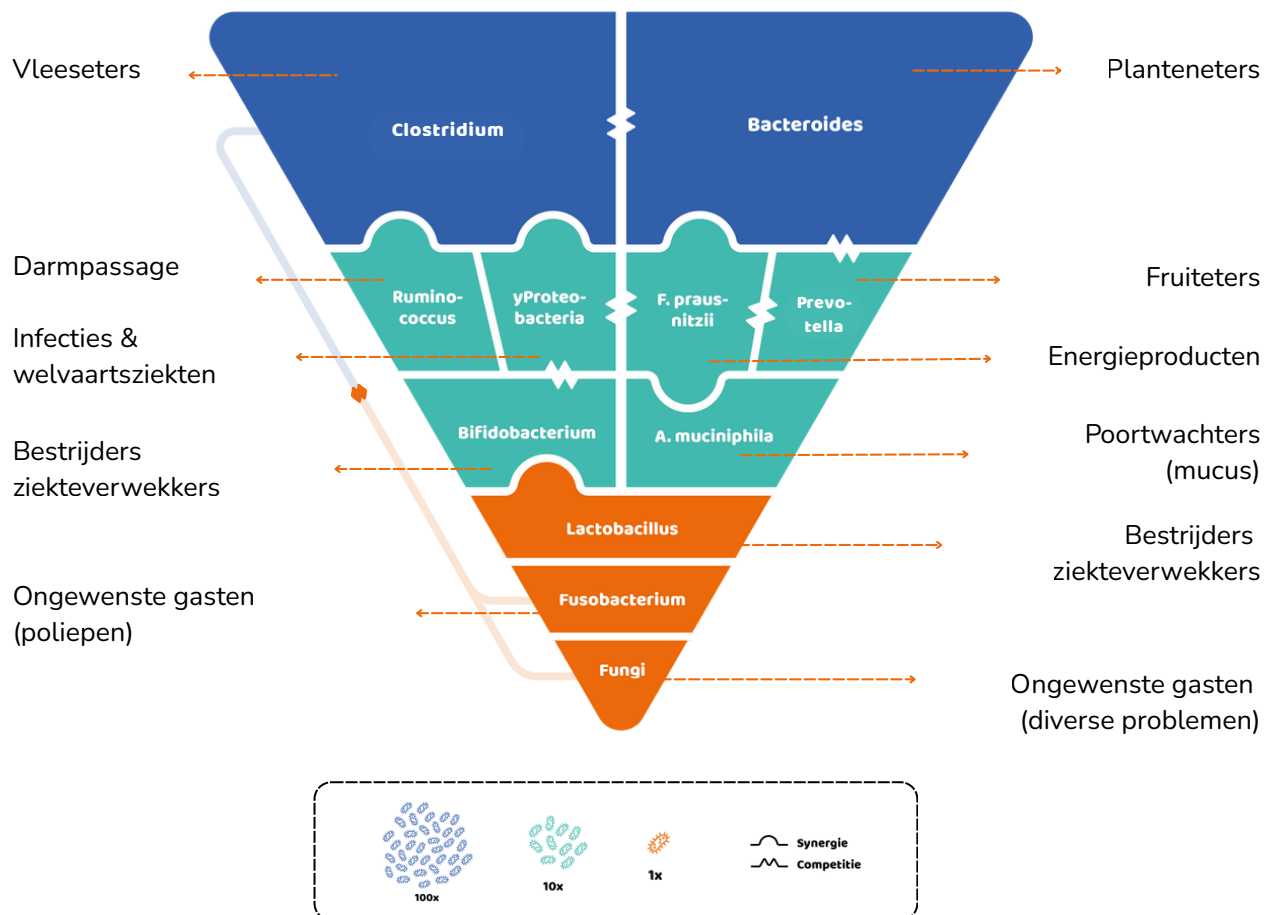 Vleeseters
Planteneters
Clostridium
Bacteroides
Darmpassage
Fruiteters
Rumino-
coccus
yProteo-
bacteria
F. praus-
nitzii
Prevo-
tella
Infecties &
welvaartsziekten
Energieproducten
Bifidobacterium
A. muciniphila
Bestrijders
ziekteverwekkers
Poortwachters
(mucus)
Lactobacillus
Bestrijders
ziekteverwekkers
Fusobacterium
Ongewenste gasten
(poliepen)
Fungi
Ongewenste gasten
(diverse problemen)
100x
10x
1x
Synergie
Competitie